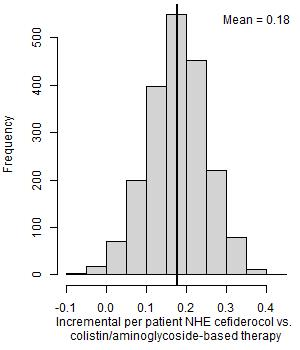 Mean = 0.18
Frequency
500
400
300
200
100
0
-0.1 0.0 0.1 0.2 0.3 0.4
Incremental per patient NHE cefiderocol vs.
colistin/aminoglycoside-based therapy